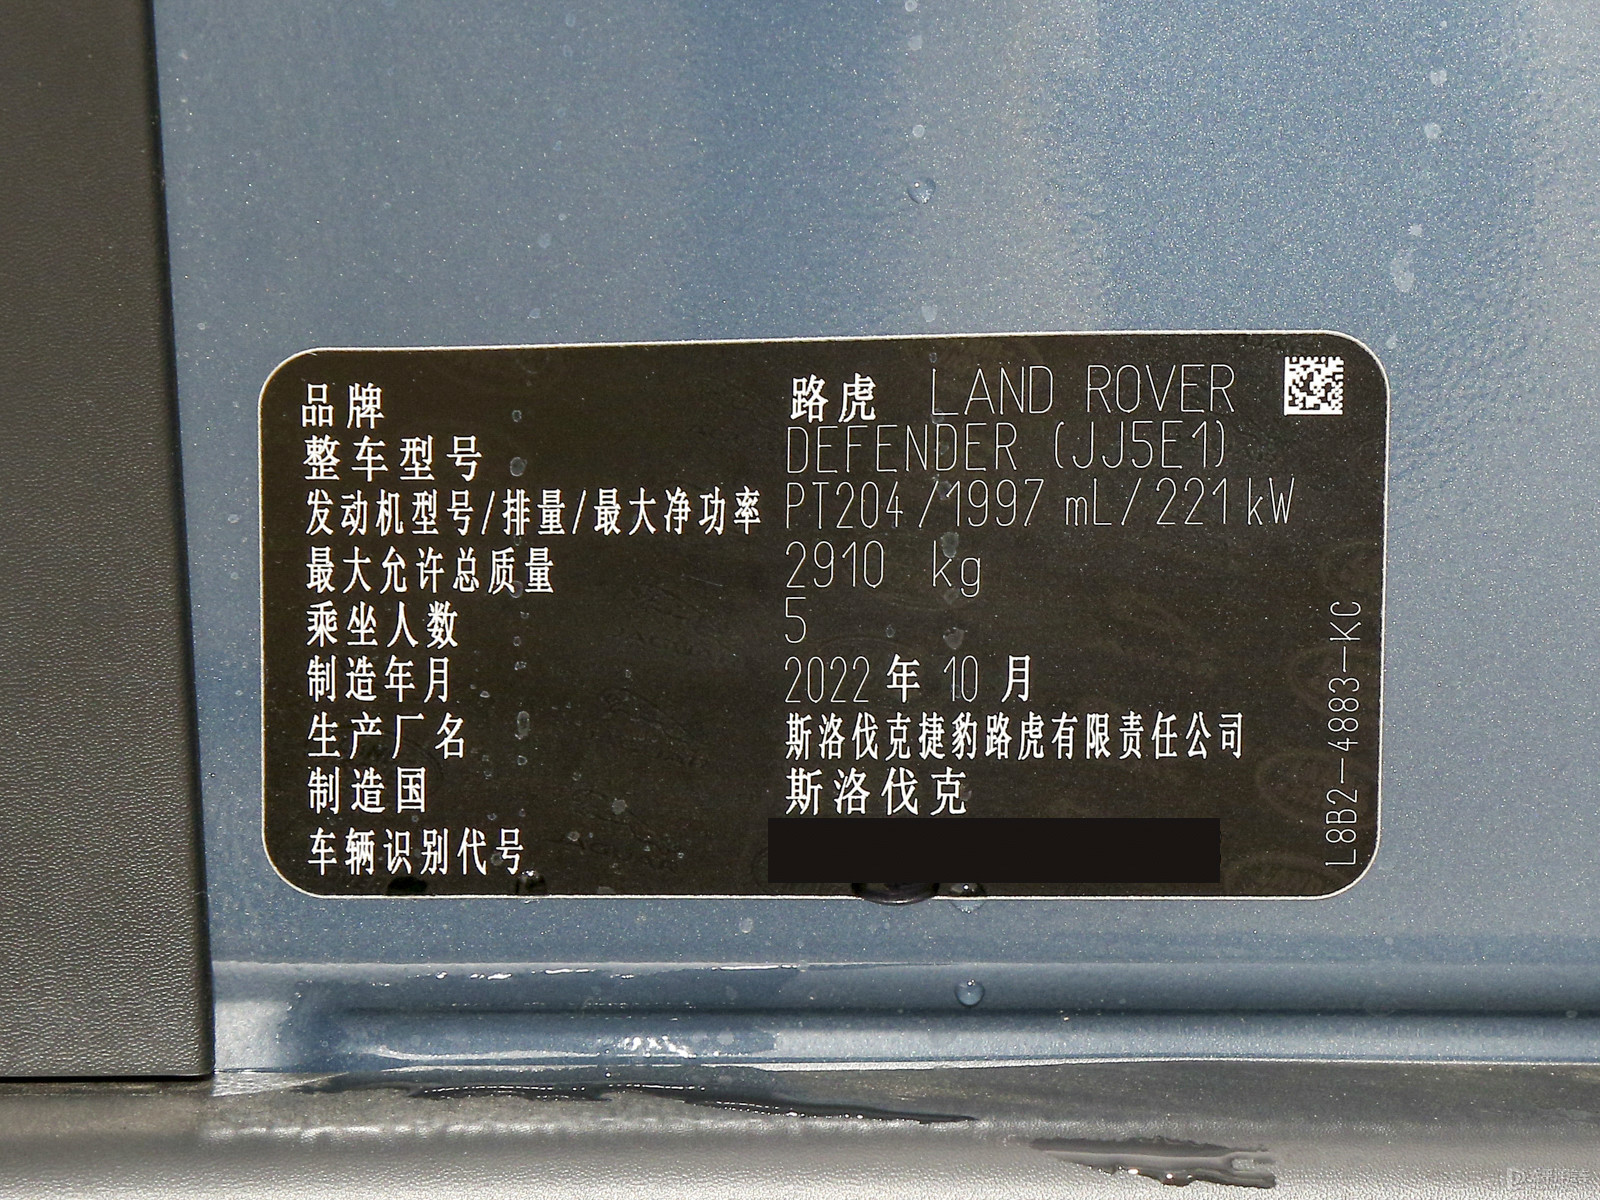 品牌 路虎 LAND ROVER
整车型号 DEFENDER (JJ5E1)
发动机型号/排量/最大净功率 PT204/1997 mL/221 kW
最大允许总质量 2910 kg
乘坐人数 5
制造年月 2022 年 10 月
生产厂名 斯洛伐克捷豹路虎有限责任公司
制造国 斯洛伐克
车辆识别代号
L8B2-4883-KC